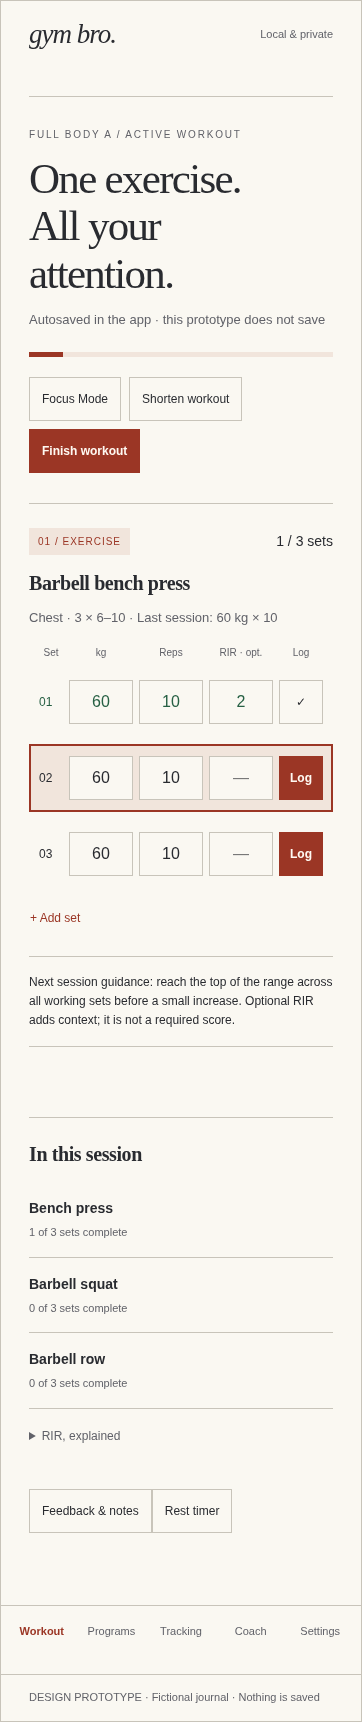 gym bro.
Local & private
FULL BODY A / ACTIVE WORKOUT
One exercise.
All your
attention.
Autosaved in the app · this prototype does not save
Focus Mode
Shorten workout
Finish workout
01 / EXERCISE
1 / 3 sets
Barbell bench press
Chest · 3 × 6–10 · Last session: 60 kg × 10
Set kg Reps RIR · opt. Log
01 60 10 2 ✓
02 60 10 — Log
03 60 10 — Log
+ Add set
Next session guidance: reach the top of the range across
all working sets before a small increase. Optional RIR
adds context; it is not a required score.
In this session
Bench press
1 of 3 sets complete
Barbell squat
0 of 3 sets complete
Barbell row
0 of 3 sets complete
▶ RIR, explained
Feedback & notes
Rest timer
Workout Programs Tracking Coach Settings
DESIGN PROTOTYPE · Fictional journal · Nothing is saved